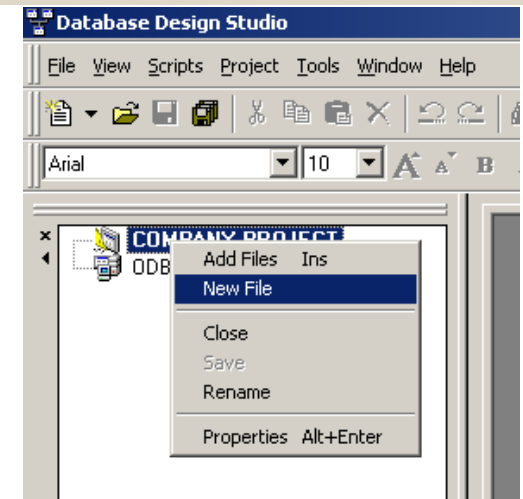 Database Design Studio
File View Scripts Project Tools Window Help
Arial 10 A A B
COMPANY PROJECT
ODB
Add Files Ins
New File
Close
Save
Rename
Properties Alt+Enter